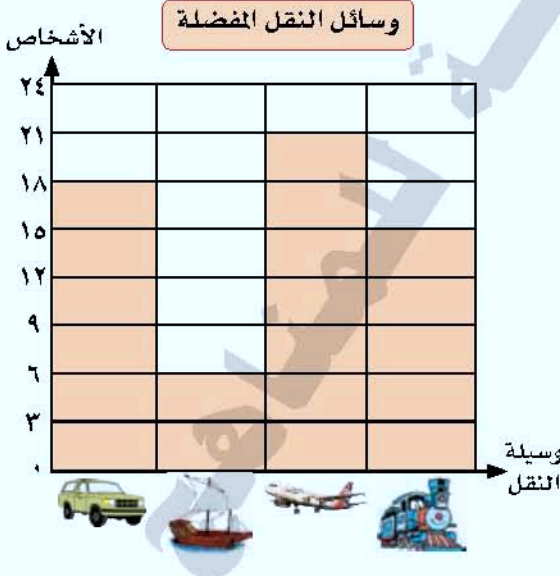 وسائل النقل المفضلة
الأشخاص
٢٤
٢١
١٨
١٥
١٢
٩
٦
٣
٠
وسيلة
النقل